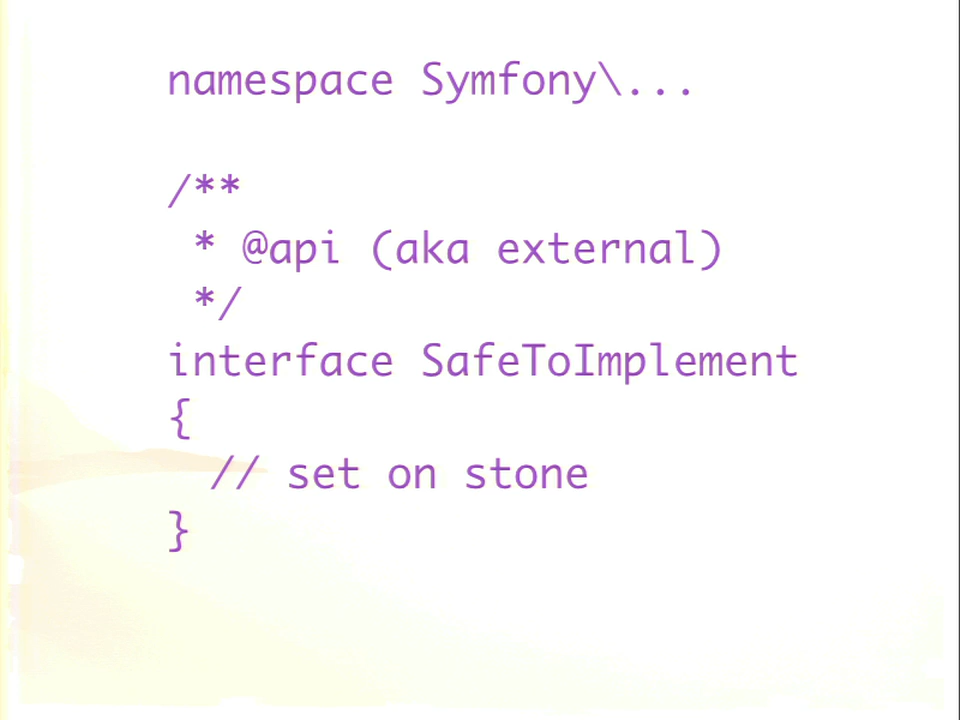 namespace Symfony\...
/**
 * @api (aka external)
 */
interface SafeToImplement
{
  // set on stone
}